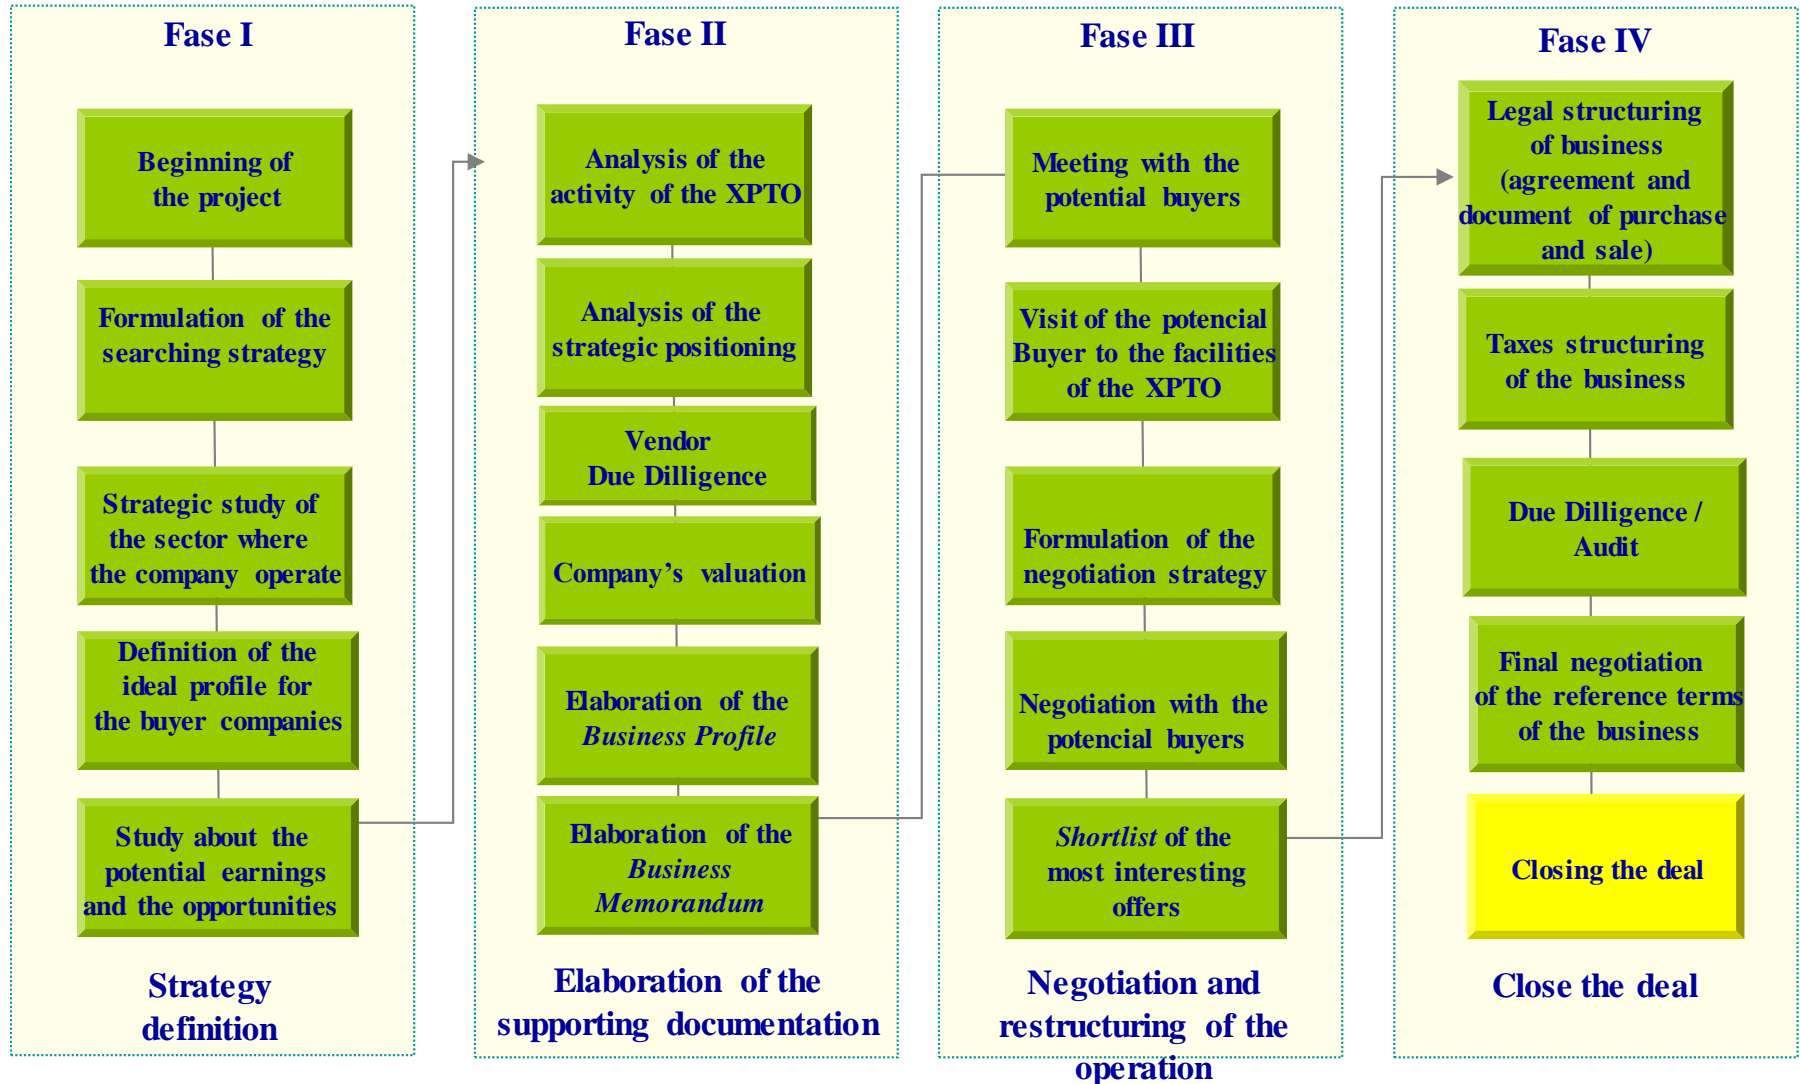 Fase I
Beginning of
the project
Formulation of the
searching strategy
Strategic study of
the sector where
the company operate
Definition of the
ideal profile for
the buyer companies
Study about the
potential earnings
and the opportunities
Strategy
definition
Fase II
Analysis of the
activity of the XPTO
Analysis of the
strategic positioning
Vendor
Due Dilligence
Company’s valuation
Elaboration of the
Business Profile
Elaboration of the
Business
Memorandum
Elaboration of the
supporting documentation
Fase III
Meeting with the
potential buyers
Visit of the potencial
Buyer to the facilities
of the XPTO
Formulation of the
negotiation strategy
Negotiation with the
potencial buyers
Shortlist of the
most interesting
offers
Negotiation and
restructuring of the
operation
Fase IV
Legal structuring
of business
(agreement and
document of purchase
and sale)
Taxes structuring
of the business
Due Dilligence /
Audit
Final negotiation
of the reference terms
of the business
Closing the deal
Close the deal